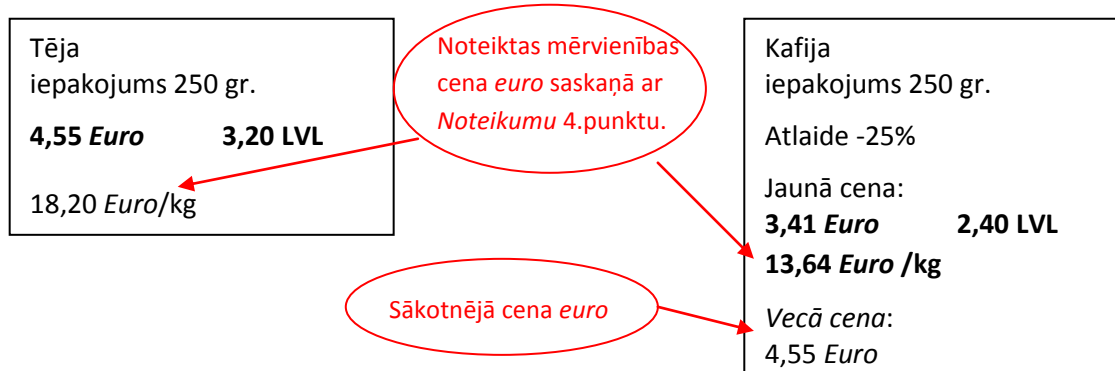 Tēja
iepakojums 250 gr.
4,55 Euro 3,20 LVL
18,20 Euro/kg
Noteiktas mērvienības
cena euro saskaņā ar
Noteikumu 4.punktu.
Sākotnējā cena euro
Kafija
iepakojums 250 gr.
Atlaide -25%
Jaunā cena:
3,41 Euro 2,40 LVL
13,64 Euro /kg
Vecā cena:
4,55 Euro